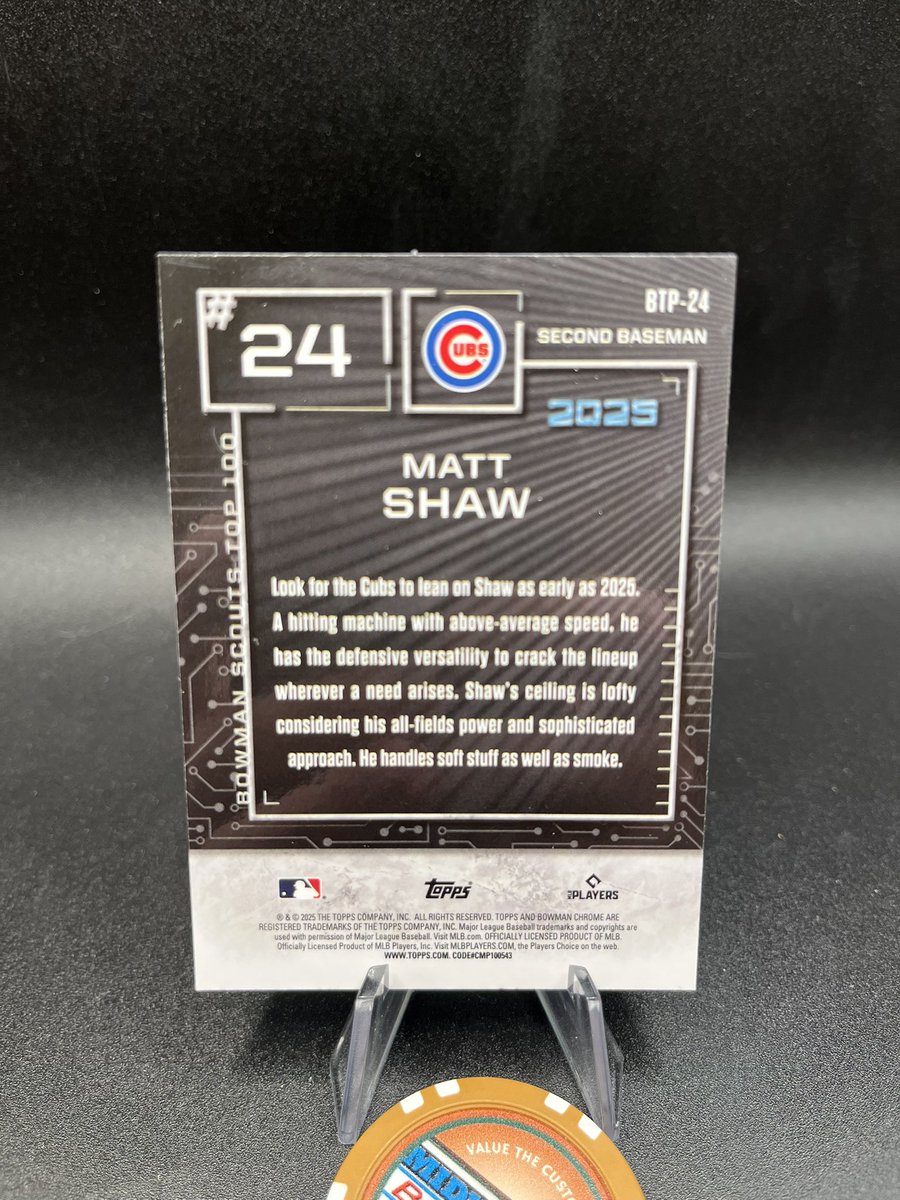 #
24
CUBS
BTP-24
SECOND BASEMAN
2025
BOWMAN SCOUTS TOP 100
MATT
SHAW
Look for the Cubs to lean on Shaw as early as 2025.
A hitting machine with above-average speed, he
has the defensive versatility to crack the lineup
wherever a need arises. Shaw's ceiling is lofty
considering his all-fields power and sophisticated
approach. He handles soft stuff as well as smoke.
Topps
MLB PLAYERS
® & © 2025 THE TOPPS COMPANY, INC. ALL RIGHTS RESERVED. TOPPS AND BOWMAN CHROME ARE
REGISTERED TRADEMARKS OF THE TOPPS COMPANY, INC. Major League Baseball trademarks and copyrights are
used with permission of Major League Baseball. Visit MLB.com. OFFICIALLY LICENSED PRODUCT OF MLB.
Officially Licensed Product of MLB Players, Inc. Visit MLBPLAYERS.COM, the Players Choice on the web.
WWW.TOPPS.COM. CODE#CMP100543
VALUE THE